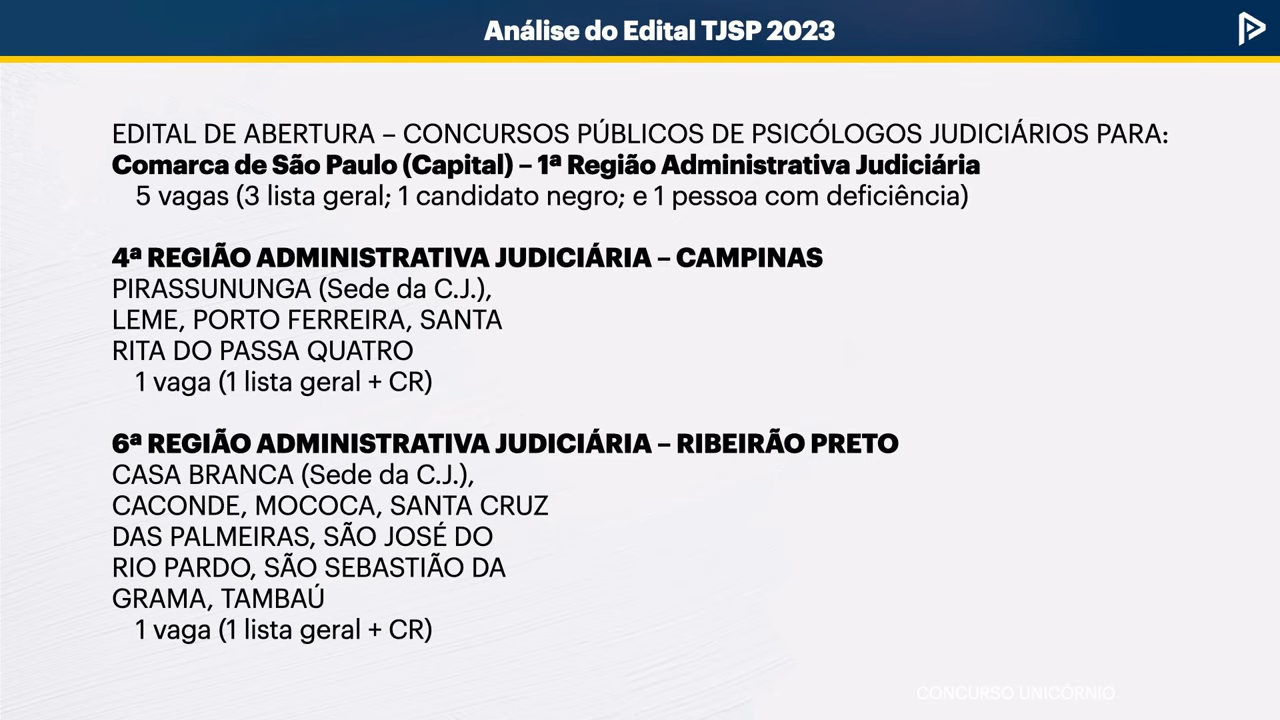 Análise do Edital TJSP 2023
EDITAL DE ABERTURA – CONCURSOS PÚBLICOS DE PSICÓLOGOS JUDICIÁRIOS PARA:
Comarca de São Paulo (Capital) – 1ª Região Administrativa Judiciária
5 vagas (3 lista geral; 1 candidato negro; e 1 pessoa com deficiência)
4ª REGIÃO ADMINISTRATIVA JUDICIÁRIA – CAMPINAS
PIRASSUNUNGA (Sede da C.J.),
LEME, PORTO FERREIRA, SANTA
RITA DO PASSA QUATRO
1 vaga (1 lista geral + CR)
6ª REGIÃO ADMINISTRATIVA JUDICIÁRIA – RIBEIRÃO PRETO
CASA BRANCA (Sede da C.J.),
CACONDE, MOCOCA, SANTA CRUZ
DAS PALMEIRAS, SÃO JOSÉ DO
RIO PARDO, SÃO SEBASTIÃO DA
GRAMA, TAMBAÚ
1 vaga (1 lista geral + CR)
CONCURSO UNICÓRNIO